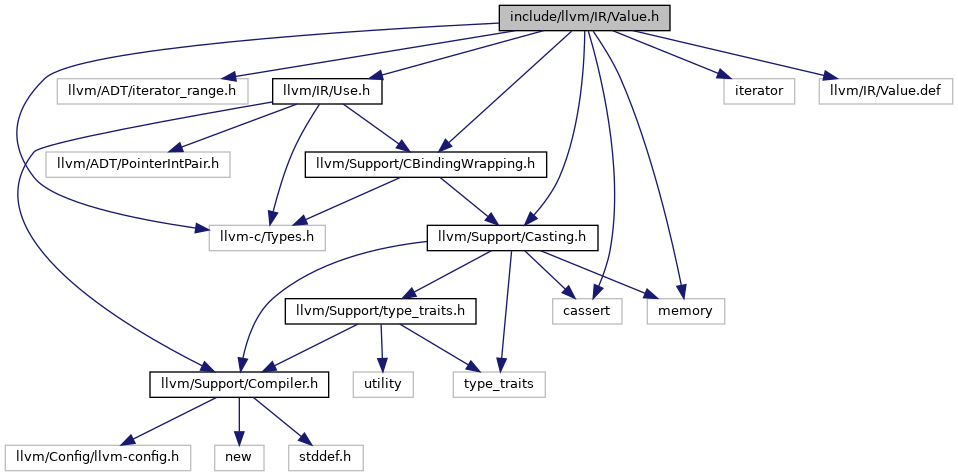 include/llvm/IR/Value.h
llvm/ADT/iterator_range.h
llvm/IR/Use.h
iterator
llvm/IR/Value.def
llvm/ADT/PointerIntPair.h
llvm/Support/CBindingWrapping.h
llvm-c/Types.h
llvm/Support/Casting.h
llvm/Support/type_traits.h
cassert
memory
llvm/Support/Compiler.h
utility
type_traits
llvm/Config/llvm-config.h
new
stddef.h